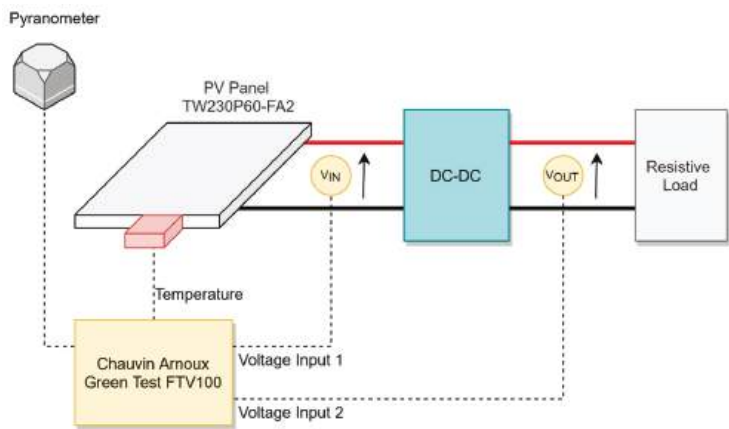 Pyranometer
PV Panel
TW230P60-FA2
VIN
DC-DC
VOUT
Resistive
Load
Temperature
Chauvin Arnoux
Green Test FTV100
Voltage Input 1
Voltage Input 2